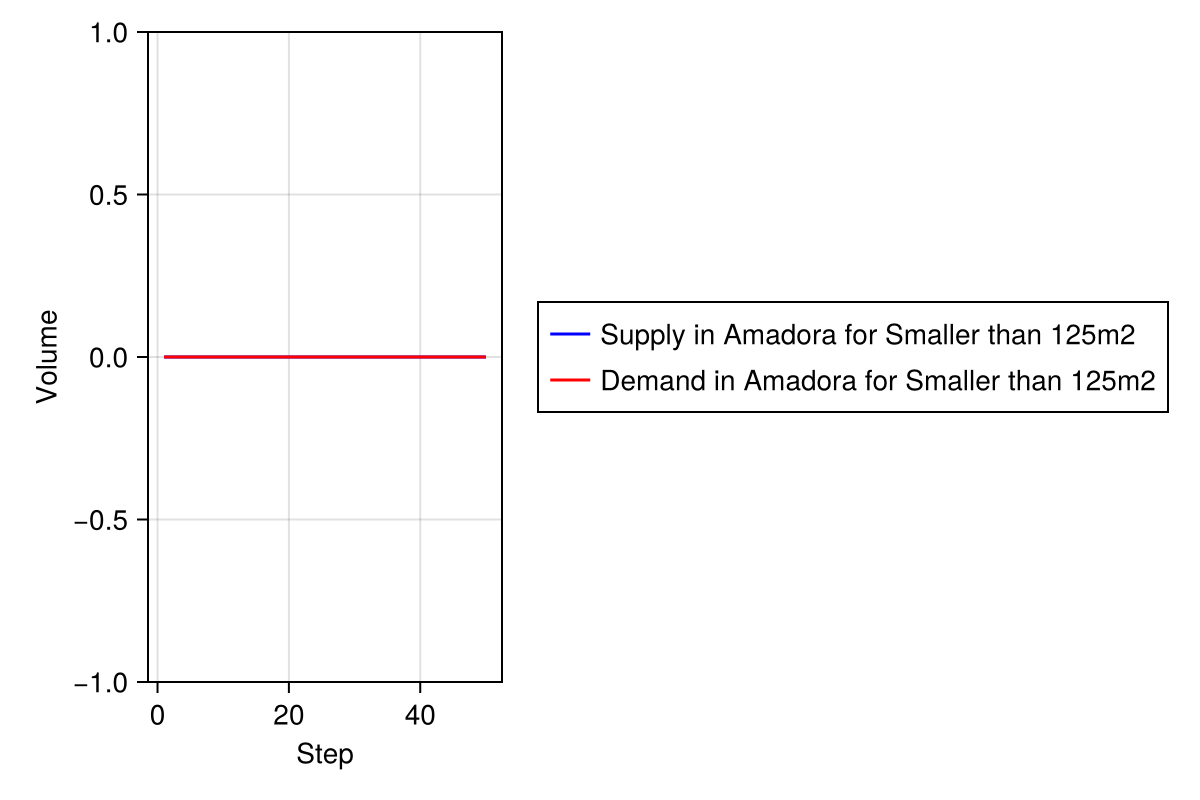 1.0
0.5
0.0
−0.5
−1.0
Volume
0 20 40
Step
Supply in Amadora for Smaller than 125m2
Demand in Amadora for Smaller than 125m2